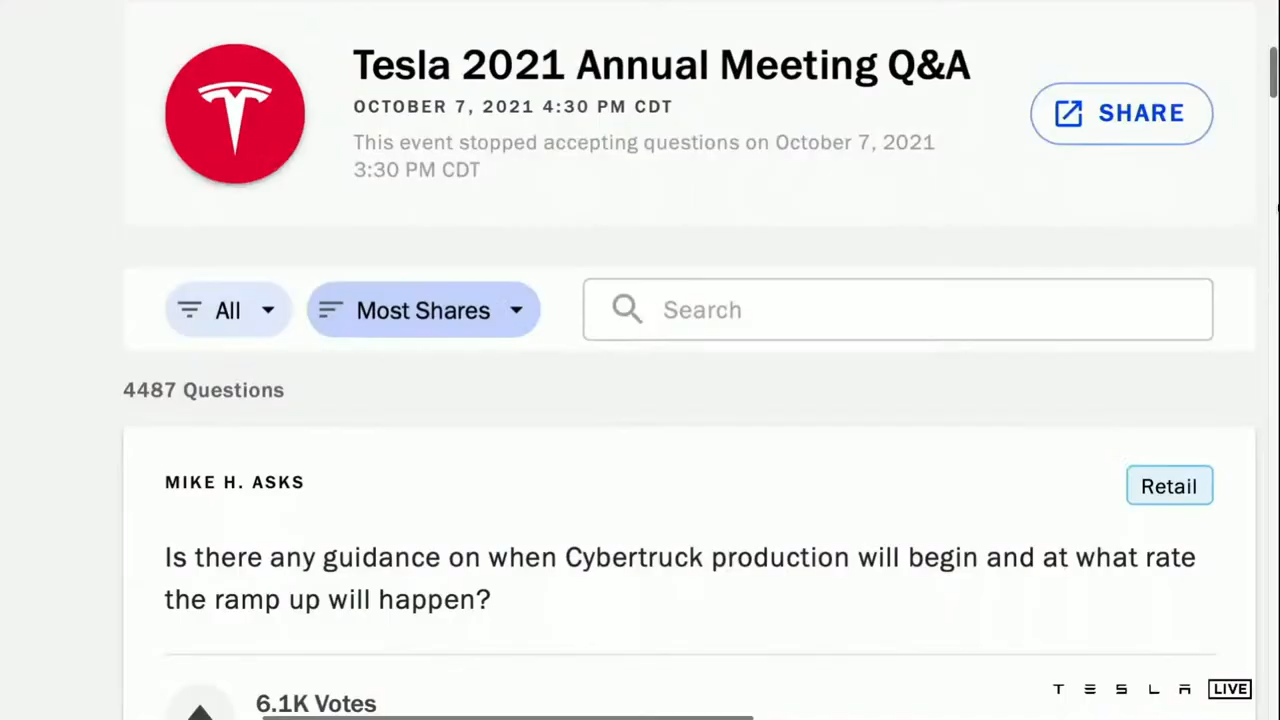 Tesla 2021 Annual Meeting Q&A
OCTOBER 7, 2021 4:30 PM CDT
This event stopped accepting questions on October 7, 2021
3:30 PM CDT
SHARE
All
Most Shares
Search
4487 Questions
MIKE H. ASKS
Retail
Is there any guidance on when Cybertruck production will begin and at what rate
the ramp up will happen?
6.1K Votes
TESLA LIVE